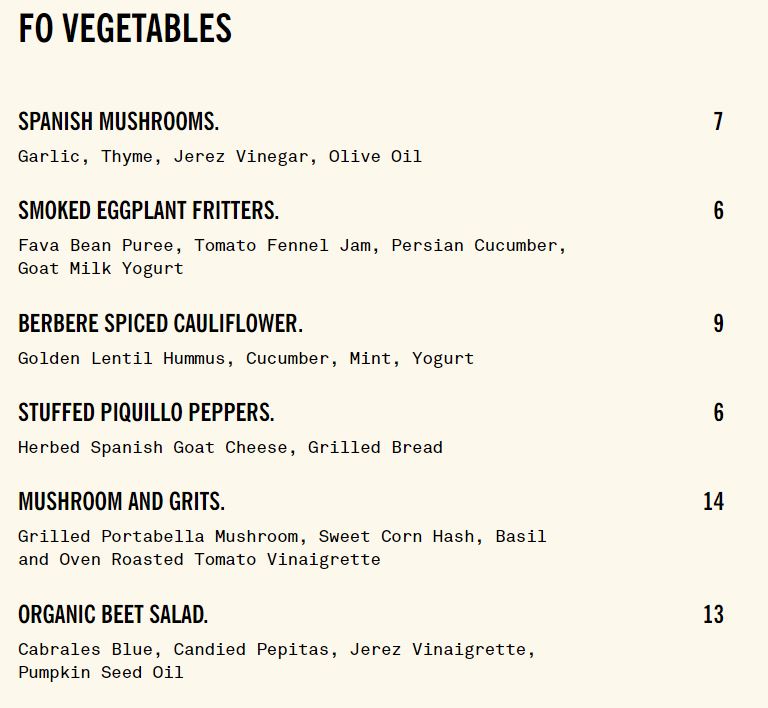 FO VEGETABLES
SPANISH MUSHROOMS. 7
Garlic, Thyme, Jerez Vinegar, Olive Oil
SMOKED EGGPLANT FRITTERS. 6
Fava Bean Puree, Tomato Fennel Jam, Persian Cucumber,
Goat Milk Yogurt
BERBERE SPICED CAULIFLOWER. 9
Golden Lentil Hummus, Cucumber, Mint, Yogurt
STUFFED PIQUILLO PEPPERS. 6
Herbed Spanish Goat Cheese, Grilled Bread
MUSHROOM AND GRITS. 14
Grilled Portabella Mushroom, Sweet Corn Hash, Basil
and Oven Roasted Tomato Vinaigrette
ORGANIC BEET SALAD. 13
Cabrales Blue, Candied Pepitas, Jerez Vinaigrette,
Pumpkin Seed Oil